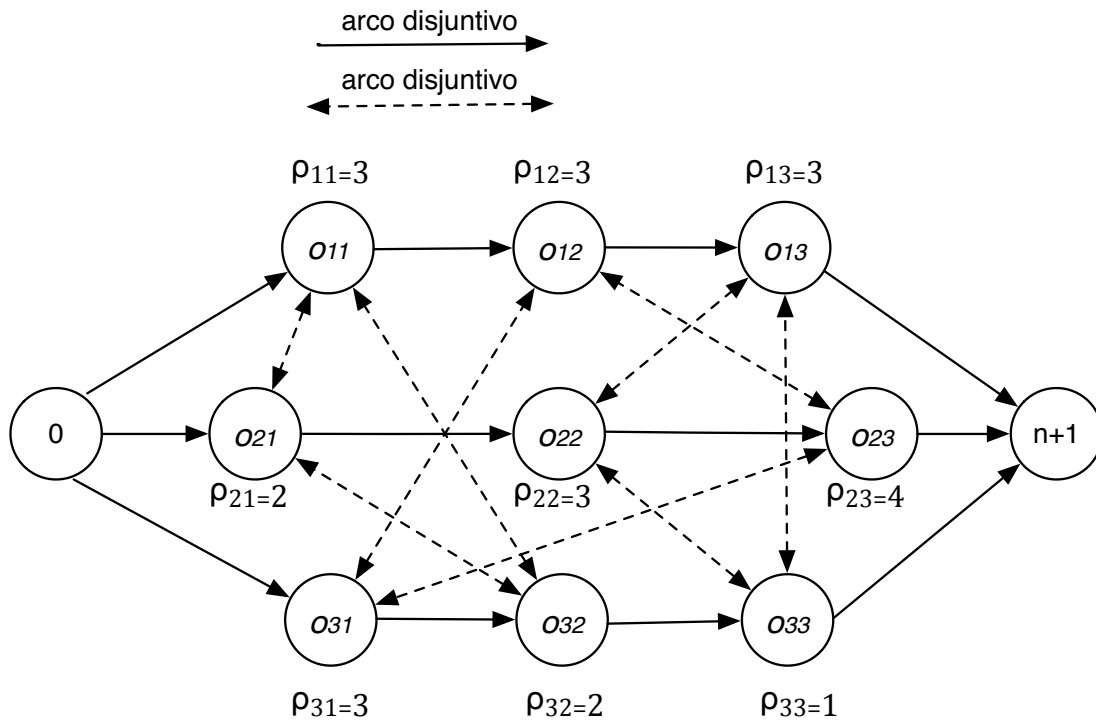 arco disjuntivo
arco disjuntivo
ρ11=3 ρ12=3 ρ13=3
O11 O12 O13
0 O21 O22 O23 n+1
ρ21=2 ρ22=3 ρ23=4
O31 O32 O33
ρ31=3 ρ32=2 ρ33=1